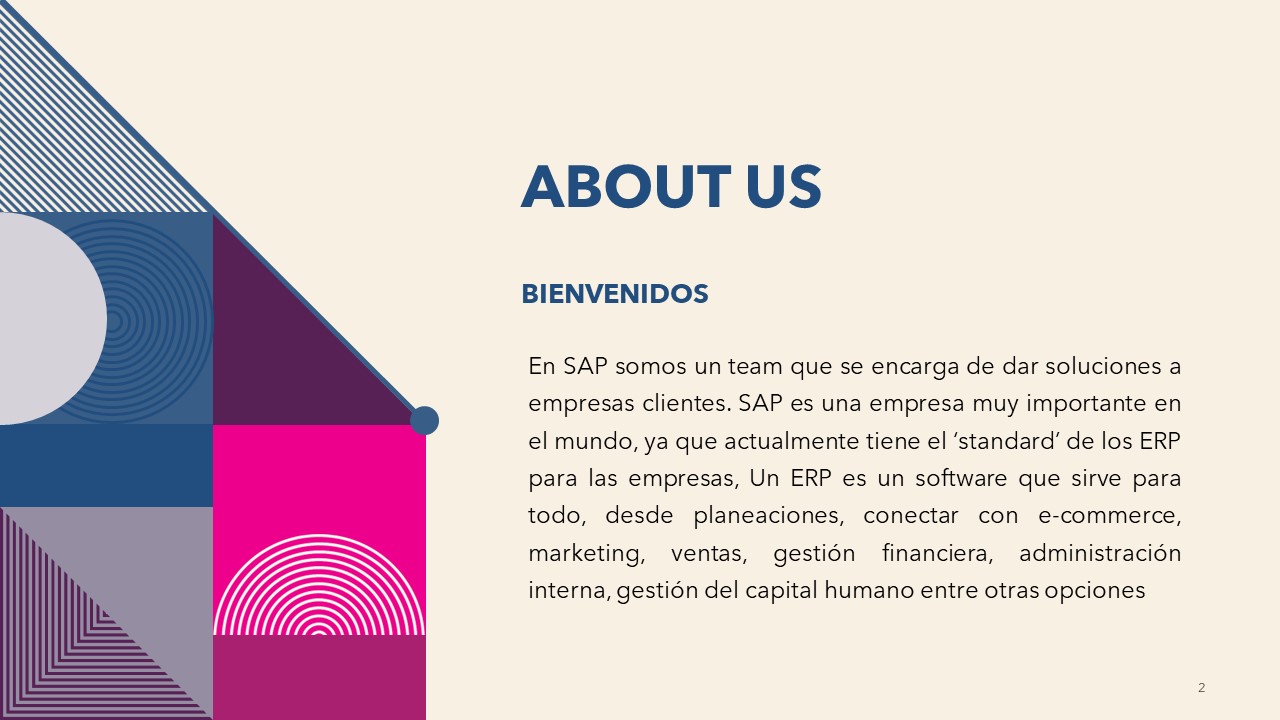 ABOUT US
BIENVENIDOS
En SAP somos un team que se encarga de dar soluciones a
empresas clientes. SAP es una empresa muy importante en
el mundo, ya que actualmente tiene el ‘standard’ de los ERP
para las empresas, Un ERP es un software que sirve para
todo, desde planeaciones, conectar con e-commerce,
marketing, ventas, gestión financiera, administración
interna, gestión del capital humano entre otras opciones
2